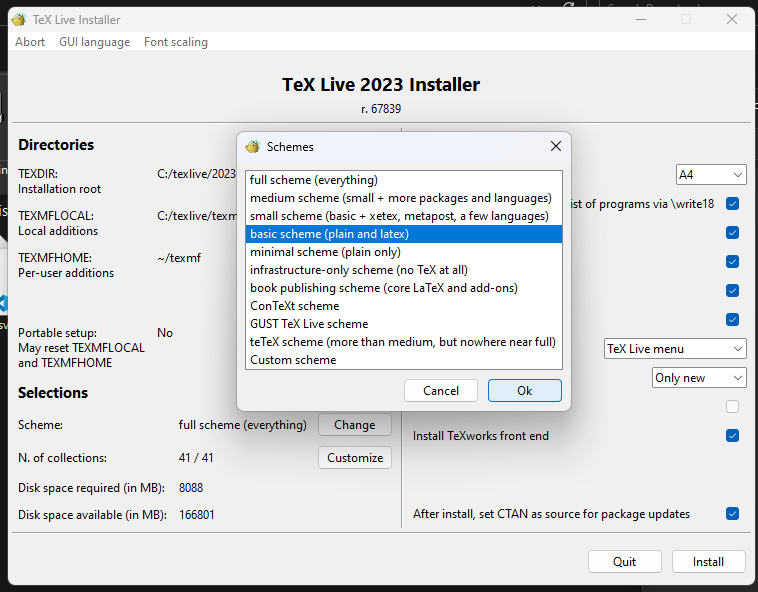 TeX Live Installer
Abort GUI language Font scaling
TeX Live 2023 Installer
r. 67839
Directories
TEXDIR: C:/texlive/2023
Installation root
TEXMFLOCAL: C:/texlive/texm
Local additions
TEXMFHOME: ~/texmf
Per-user additions
Portable setup: No
May reset TEXMFLOCAL
and TEXMFHOME
Selections
Scheme: full scheme (everything) Change
N. of collections: 41 / 41 Customize
Disk space required (in MB): 8088
Disk space available (in MB): 166801
Schemes
full scheme (everything)
medium scheme (small + more packages and languages)
small scheme (basic + xetex, metapost, a few languages)
basic scheme (plain and latex)
minimal scheme (plain only)
infrastructure-only scheme (no TeX at all)
book publishing scheme (core LaTeX and add-ons)
ConTeXt scheme
GUST TeX Live scheme
teTeX scheme (more than medium, but nowhere near full)
Custom scheme
Cancel Ok
A4
ist of programs via \write18
TeX Live menu
Only new
Install TeXworks front end
After install, set CTAN as source for package updates
Quit Install